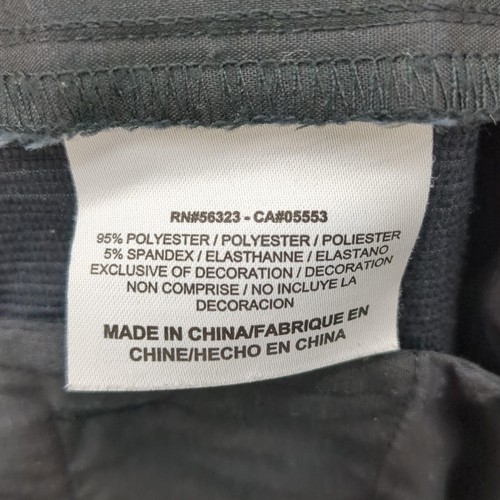 RN#56323 - CA#05553
95% POLYESTER / POLYESTER / POLIESTER
5% SPANDEX / ELASTHANNE / ELASTANO
EXCLUSIVE OF DECORATION / DECORATION
NON COMPRISE / NO INCLUYE LA
DECORACION
MADE IN CHINA/FABRIQUE EN
CHINE/HECHO EN CHINA